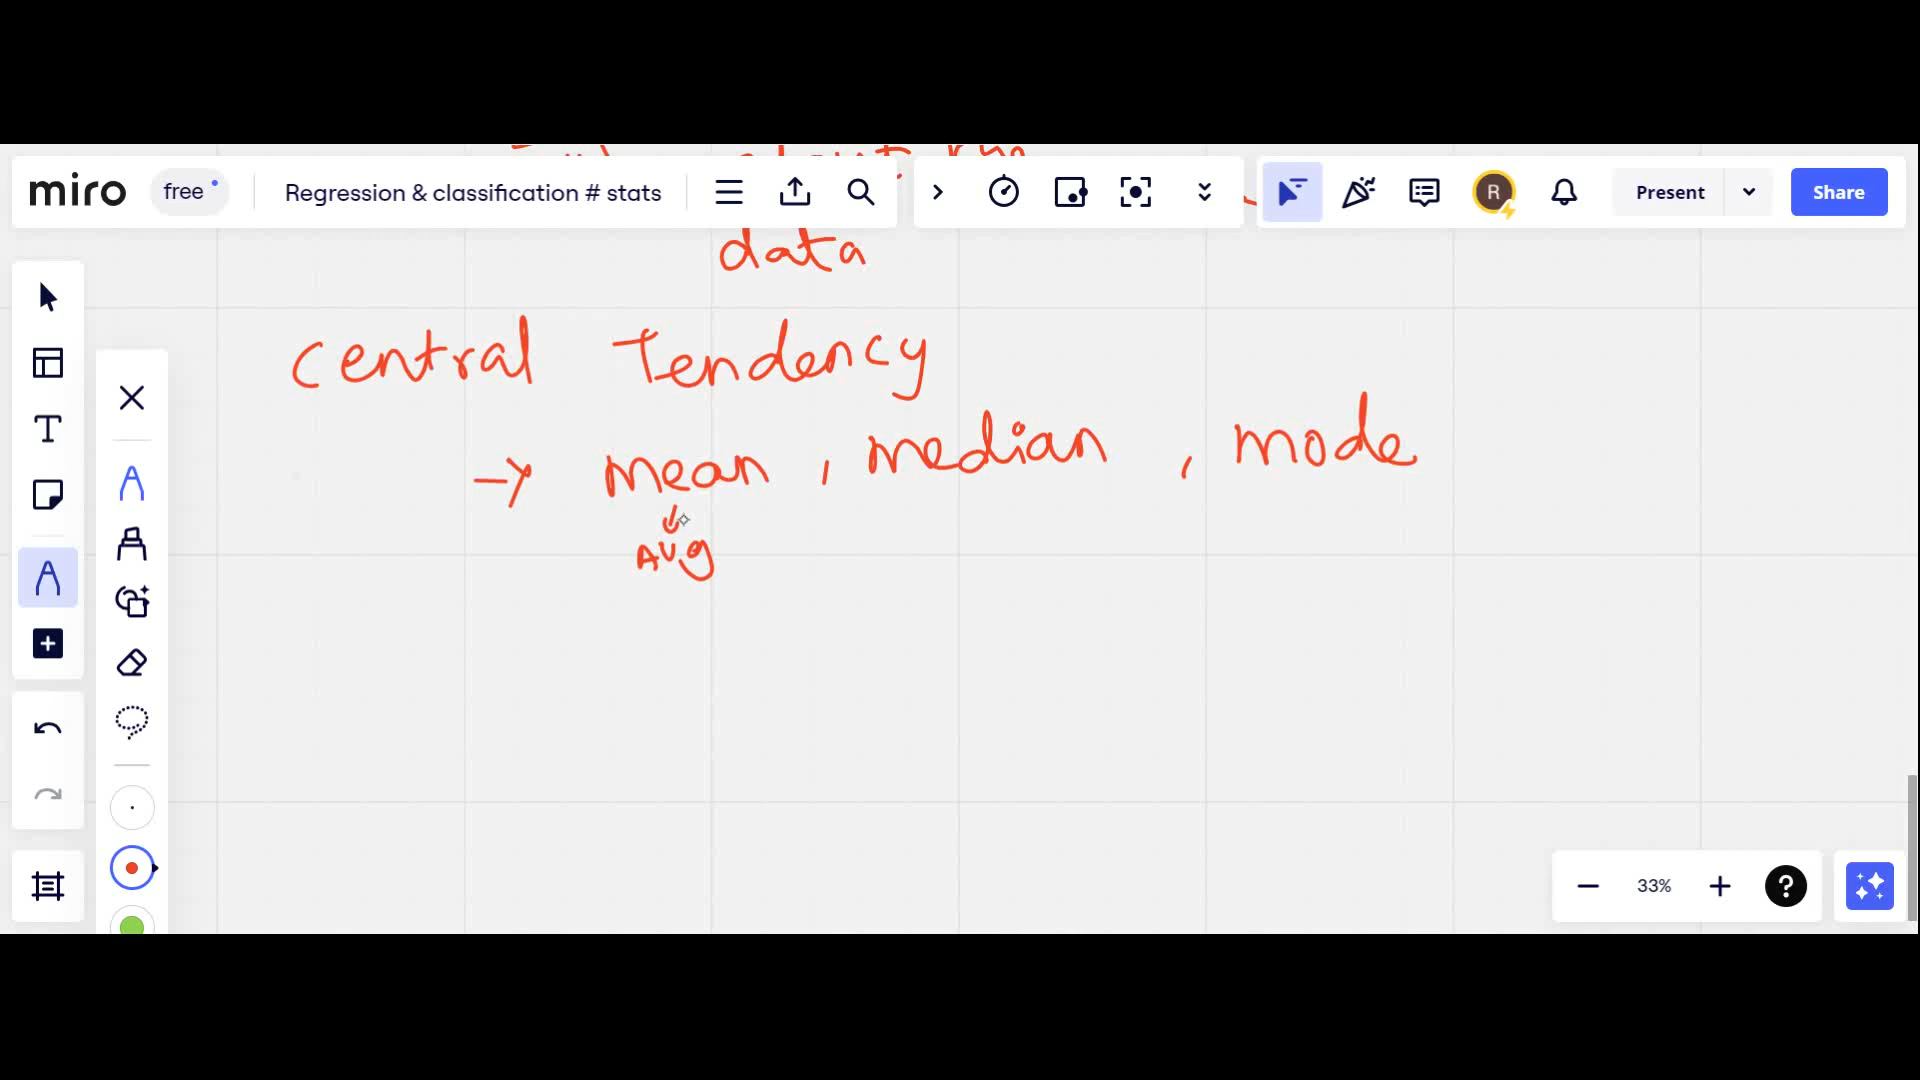 miro free Regression & classification # stats Present Share
R
data
Central Tendency
→ mean , median , mode
Avg
33%